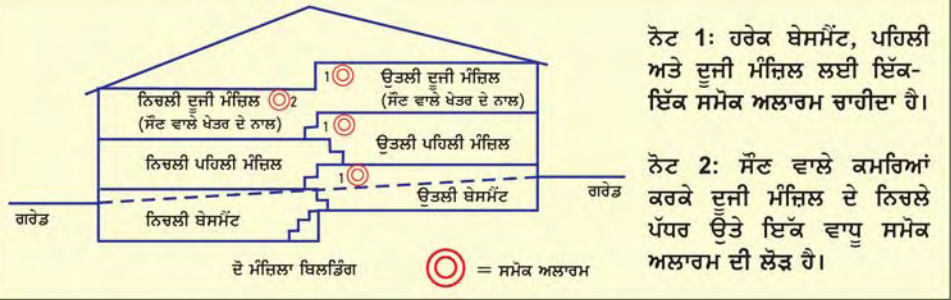 1 ਉਤਲੀ ਦੂਜੀ ਮੰਜ਼ਿਲ
(ਸੌਣ ਵਾਲੇ ਖੇਤਰ ਦੇ ਨਾਲ)
ਨਿਚਲੀ ਦੂਜੀ ਮੰਜ਼ਿਲ 2
(ਸੌਣ ਵਾਲੇ ਖੇਤਰ ਦੇ ਨਾਲ)
1
ਉਤਲੀ ਪਹਿਲੀ ਮੰਜ਼ਿਲ
ਨਿਚਲੀ ਪਹਿਲੀ ਮੰਜ਼ਿਲ
1
ਉਤਲੀ ਬੇਸਮੈਂਟ
ਗਰੇਡ
ਗਰੇਡ
ਨਿਚਲੀ ਬੇਸਮੈਂਟ
ਦੋ ਮੰਜ਼ਿਲਾ ਬਿਲਡਿੰਗ
= ਸਮੋਕ ਅਲਾਰਮ
ਨੋਟ 1: ਹਰੇਕ ਬੇਸਮੈਂਟ, ਪਹਿਲੀ
ਅਤੇ ਦੂਜੀ ਮੰਜ਼ਿਲ ਲਈ ਇੱਕ-
ਇੱਕ ਸਮੋਕ ਅਲਾਰਮ ਚਾਹੀਦਾ ਹੈ।
ਨੋਟ 2: ਸੌਣ ਵਾਲੇ ਕਮਰਿਆਂ
ਕਰਕੇ ਦੂਜੀ ਮੰਜ਼ਿਲ ਦੇ ਨਿਚਲੇ
ਪੱਧਰ ਉਤੇ ਇੱਕ ਵਾਧੂ ਸਮੋਕ
ਅਲਾਰਮ ਦੀ ਲੋੜ ਹੈ।